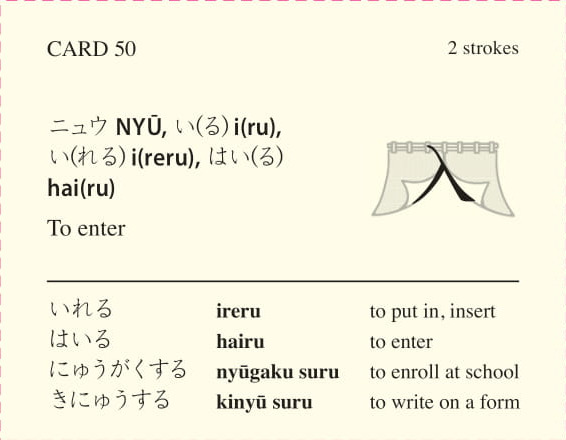 CARD 50 2 strokes
ニュウ NYŪ, い(る) i(ru),
い(れる) i(reru), はい(る)
hai(ru)
To enter
いれる ireru to put in, insert
はいる hairu to enter
にゅうがくする nyūgaku suru to enroll at school
きにゅうする kinyū suru to write on a form